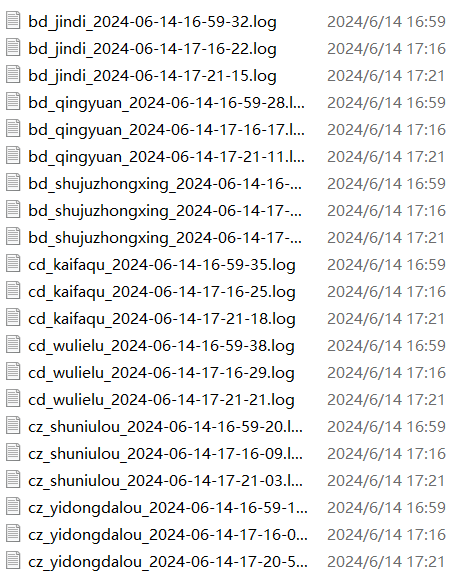 bd_jindi_2024-06-14-16-59-32.log 2024/6/14 16:59
bd_jindi_2024-06-14-17-16-22.log 2024/6/14 17:16
bd_jindi_2024-06-14-17-21-15.log 2024/6/14 17:21
bd_qingyuan_2024-06-14-16-59-28.l... 2024/6/14 16:59
bd_qingyuan_2024-06-14-17-16-17.l... 2024/6/14 17:16
bd_qingyuan_2024-06-14-17-21-11.l... 2024/6/14 17:21
bd_shujuzhongxing_2024-06-14-16-... 2024/6/14 16:59
bd_shujuzhongxing_2024-06-14-17-... 2024/6/14 17:16
bd_shujuzhongxing_2024-06-14-17-... 2024/6/14 17:21
cd_kaifaqu_2024-06-14-16-59-35.log 2024/6/14 16:59
cd_kaifaqu_2024-06-14-17-16-25.log 2024/6/14 17:16
cd_kaifaqu_2024-06-14-17-21-18.log 2024/6/14 17:21
cd_wulielu_2024-06-14-16-59-38.log 2024/6/14 16:59
cd_wulielu_2024-06-14-17-16-29.log 2024/6/14 17:16
cd_wulielu_2024-06-14-17-21-21.log 2024/6/14 17:21
cz_shuniulou_2024-06-14-16-59-20.l... 2024/6/14 16:59
cz_shuniulou_2024-06-14-17-16-09.l... 2024/6/14 17:16
cz_shuniulou_2024-06-14-17-21-03.l... 2024/6/14 17:21
cz_yidongdalou_2024-06-14-16-59-1... 2024/6/14 16:59
cz_yidongdalou_2024-06-14-17-16-0... 2024/6/14 17:16
cz_yidongdalou_2024-06-14-17-20-5... 2024/6/14 17:21